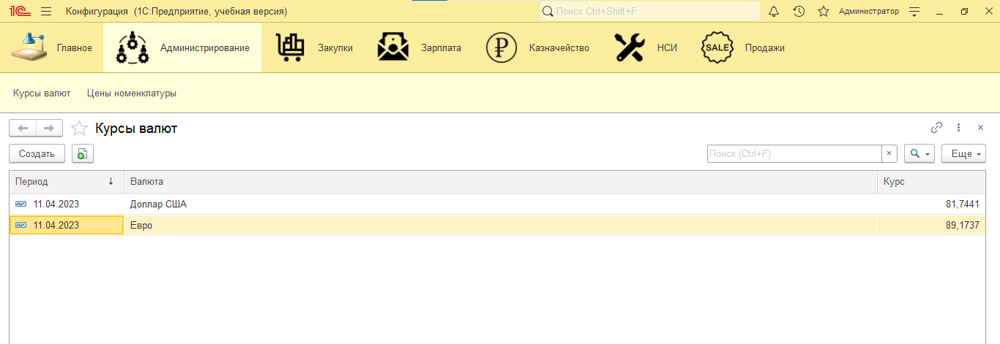 1С Конфигурация (1С:Предприятие, учебная версия) Поиск Ctrl+Shift+F Администратор
Главное Администрирование Закупки Зарплата Казначейство НСИ SALE Продажи
Курсы валют Цены номенклатуры
Курсы валют
Создать Поиск (Ctrl+F) × Еще
Период ↓ Валюта Курс
11.04.2023 Доллар США 81,7441
11.04.2023 Евро 89,1737